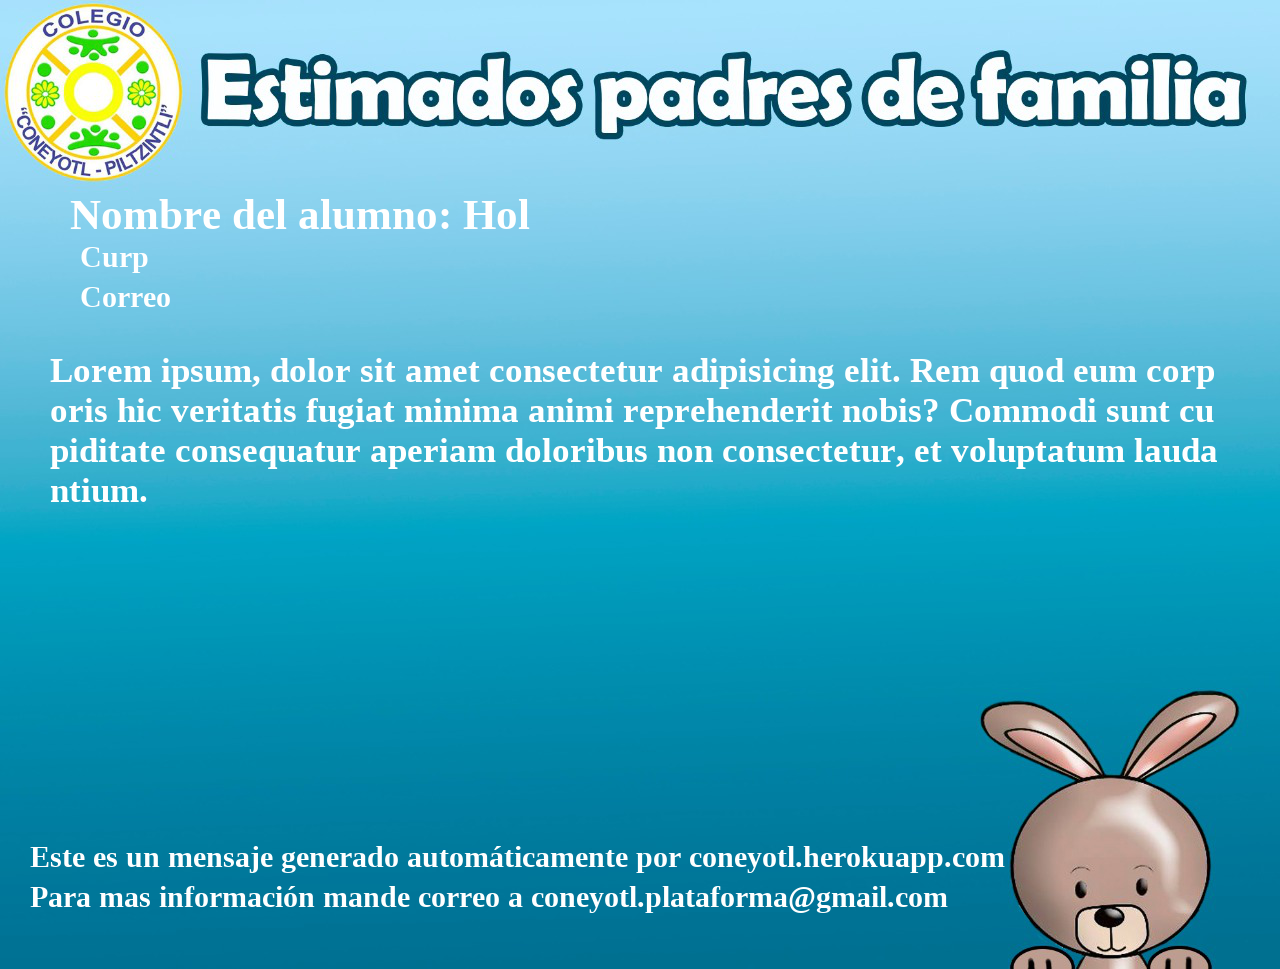 COLEGIO
"CONEYOTL - PILTZINTLI"
Estimados padres de familia
Nombre del alumno: Hol
Curp
Correo
Lorem ipsum, dolor sit amet consectetur adipisicing elit. Rem quod eum corp
oris hic veritatis fugiat minima animi reprehenderit nobis? Commodi sunt cu
piditate consequatur aperiam doloribus non consectetur, et voluptatum lauda
ntium.
Este es un mensaje generado automáticamente por coneyotl.herokuapp.com
Para mas información mande correo a coneyotl.plataforma@gmail.com